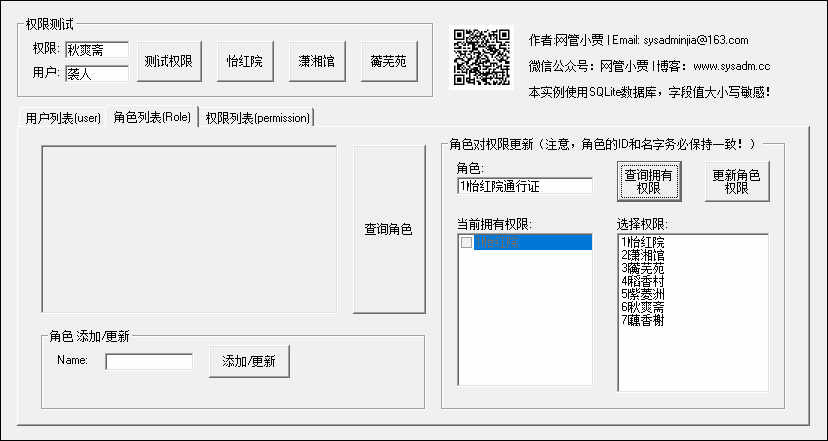 权限测试
权限: 秋爽斋
用户: 袭人
测试权限
怡红院
潇湘馆
蘅芜苑
作者:网管小贾 | Email: sysadminjia@163.com
微信公众号：网管小贾 | 博客：www.sysadm.cc
本实例使用SQLite数据库，字段值大小写敏感！
用户列表(user)
角色列表(Role)
权限列表(permission)
查询角色
角色 添加/更新
Name:
添加/更新
角色对权限更新（注意，角色的ID和名字务必保持一致！）
角色:
1|怡红院通行证
查询拥有
权限
更新角色
权限
当前拥有权限:
选择权限:
1|怡红院
2|潇湘馆
3|蘅芜苑
4|稻香村
5|紫菱洲
6|秋爽斋
7|藕香榭